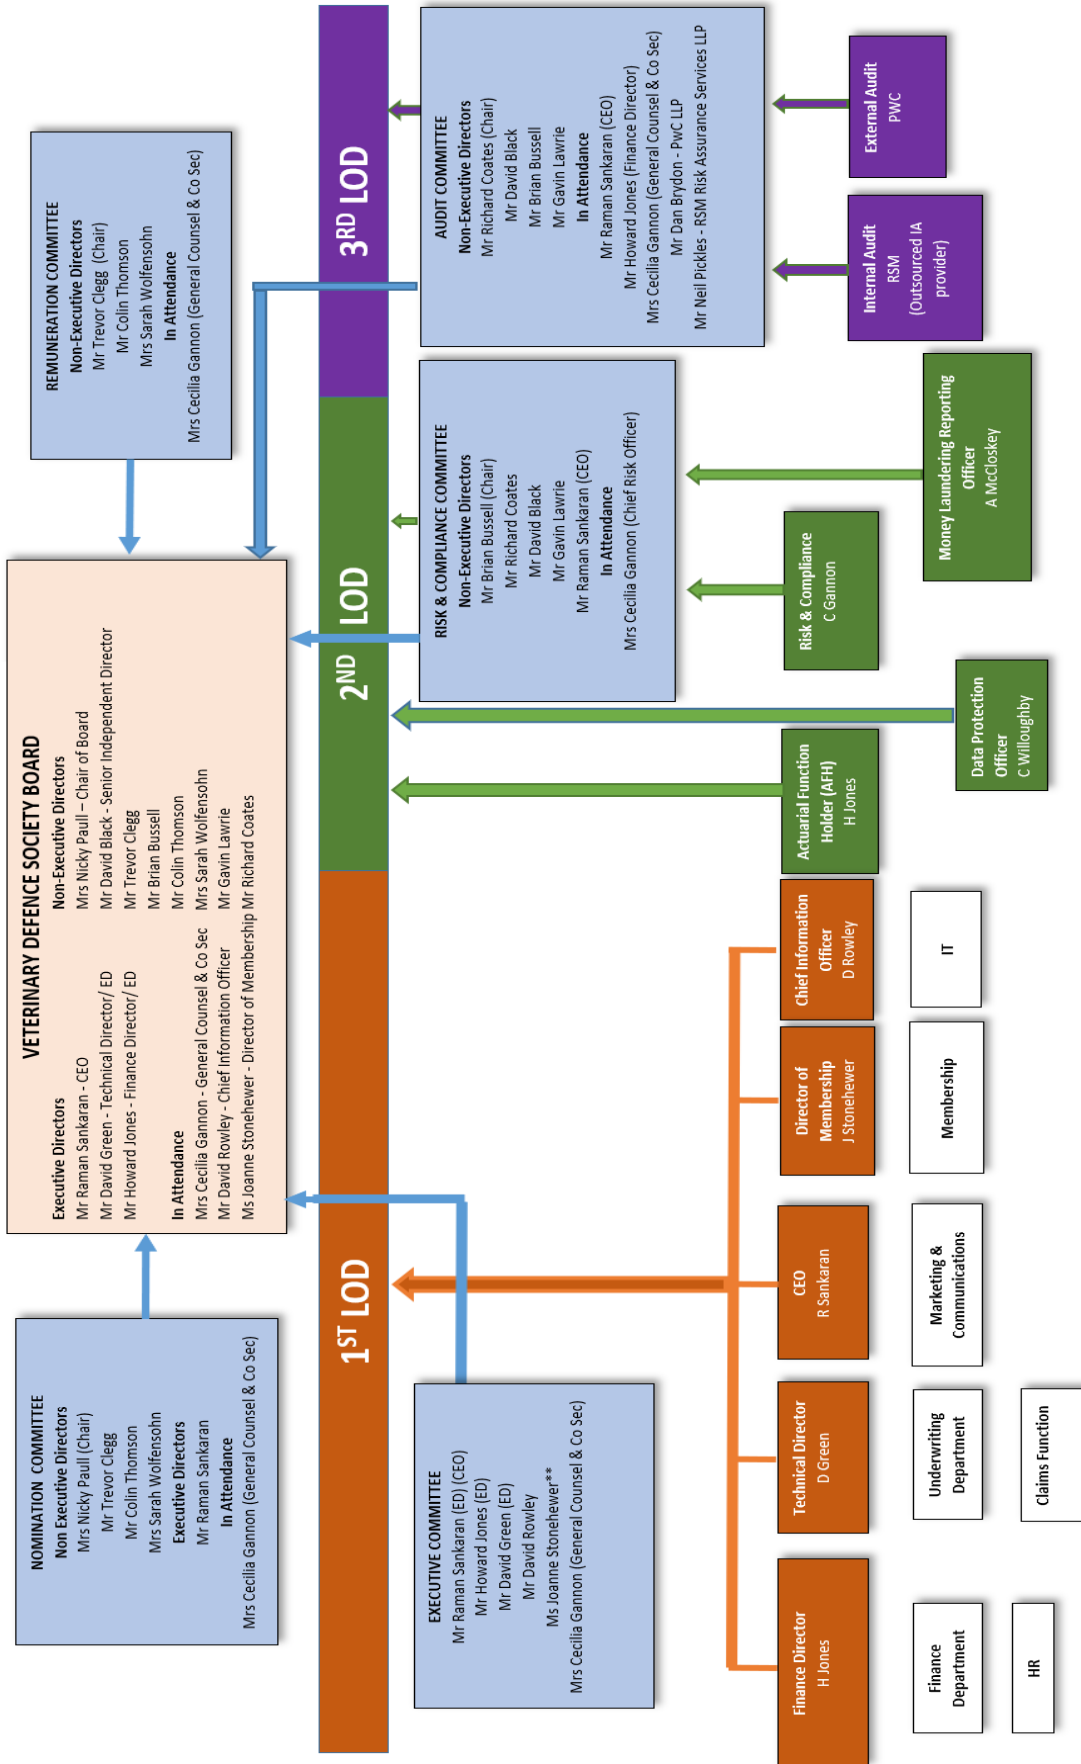 VETERINARY DEFENCE SOCIETY BOARD
Executive Directors
Mr Raman Sankaran - CEO
Mr David Green - Technical Director/ ED
Mr Howard Jones - Finance Director/ ED
In Attendance
Mrs Cecilia Gannon - General Counsel & Co Sec
Mr David Rowley - Chief Information Officer
Ms Joanne Stonehewer - Director of Membership
Non-Executive Directors
Mrs Nicky Paull – Chair of Board
Mr David Black - Senior Independent Director
Mr Trevor Clegg
Mr Brian Bussell
Mr Colin Thomson
Mrs Sarah Wolfensohn
Mr Gavin Lawrie
Mr Richard Coates
NOMINATION COMMITTEE
Non Executive Directors
Mrs Nicky Paull (Chair)
Mr Trevor Clegg
Mr Colin Thomson
Mrs Sarah Wolfensohn
Executive Directors
Mr Raman Sankaran
In Attendance
Mrs Cecilia Gannon (General Counsel & Co Sec)
REMUNERATION COMMITTEE
Non-Executive Directors
Mr Trevor Clegg (Chair)
Mr Colin Thomson
Mrs Sarah Wolfensohn
In Attendance
Mrs Cecilia Gannon (General Counsel & Co Sec)
1ST LOD
2ND LOD
3RD LOD
EXECUTIVE COMMITTEE
Mr Raman Sankaran (ED) (CEO)
Mr Howard Jones (ED)
Mr David Green (ED)
Mr David Rowley
Ms Joanne Stonehewer**
Mrs Cecilia Gannon (General Counsel & Co Sec)
RISK & COMPLIANCE COMMITTEE
Non-Executive Directors
Mr Brian Bussell (Chair)
Mr Richard Coates
Mr David Black
Mr Gavin Lawrie
Mr Raman Sankaran (CEO)
In Attendance
Mrs Cecilia Gannon (Chief Risk Officer)
AUDIT COMMITTEE
Non-Executive Directors
Mr Richard Coates (Chair)
Mr David Black
Mr Brian Bussell
Mr Gavin Lawrie
In Attendance
Mr Raman Sankaran (CEO)
Mr Howard Jones (Finance Director)
Mrs Cecilia Gannon (General Counsel & Co Sec)
Mr Dan Brydon - PwC LLP
Mr Neil Pickles - RSM Risk Assurance Services LLP
Finance Director
H Jones
Technical Director
D Green
CEO
R Sankaran
Director of
Membership
J Stonehewer
Chief Information
Officer
D Rowley
Actuarial Function
Holder (AFH)
H Jones
Risk & Compliance
C Gannon
Internal Audit
RSM
(Outsourced IA
provider)
External Audit
PWC
Finance
Department
Underwriting
Department
Marketing &
Communications
Membership
IT
Data Protection
Officer
C Willoughby
Money Laundering Reporting
Officer
A McCloskey
HR
Claims Function